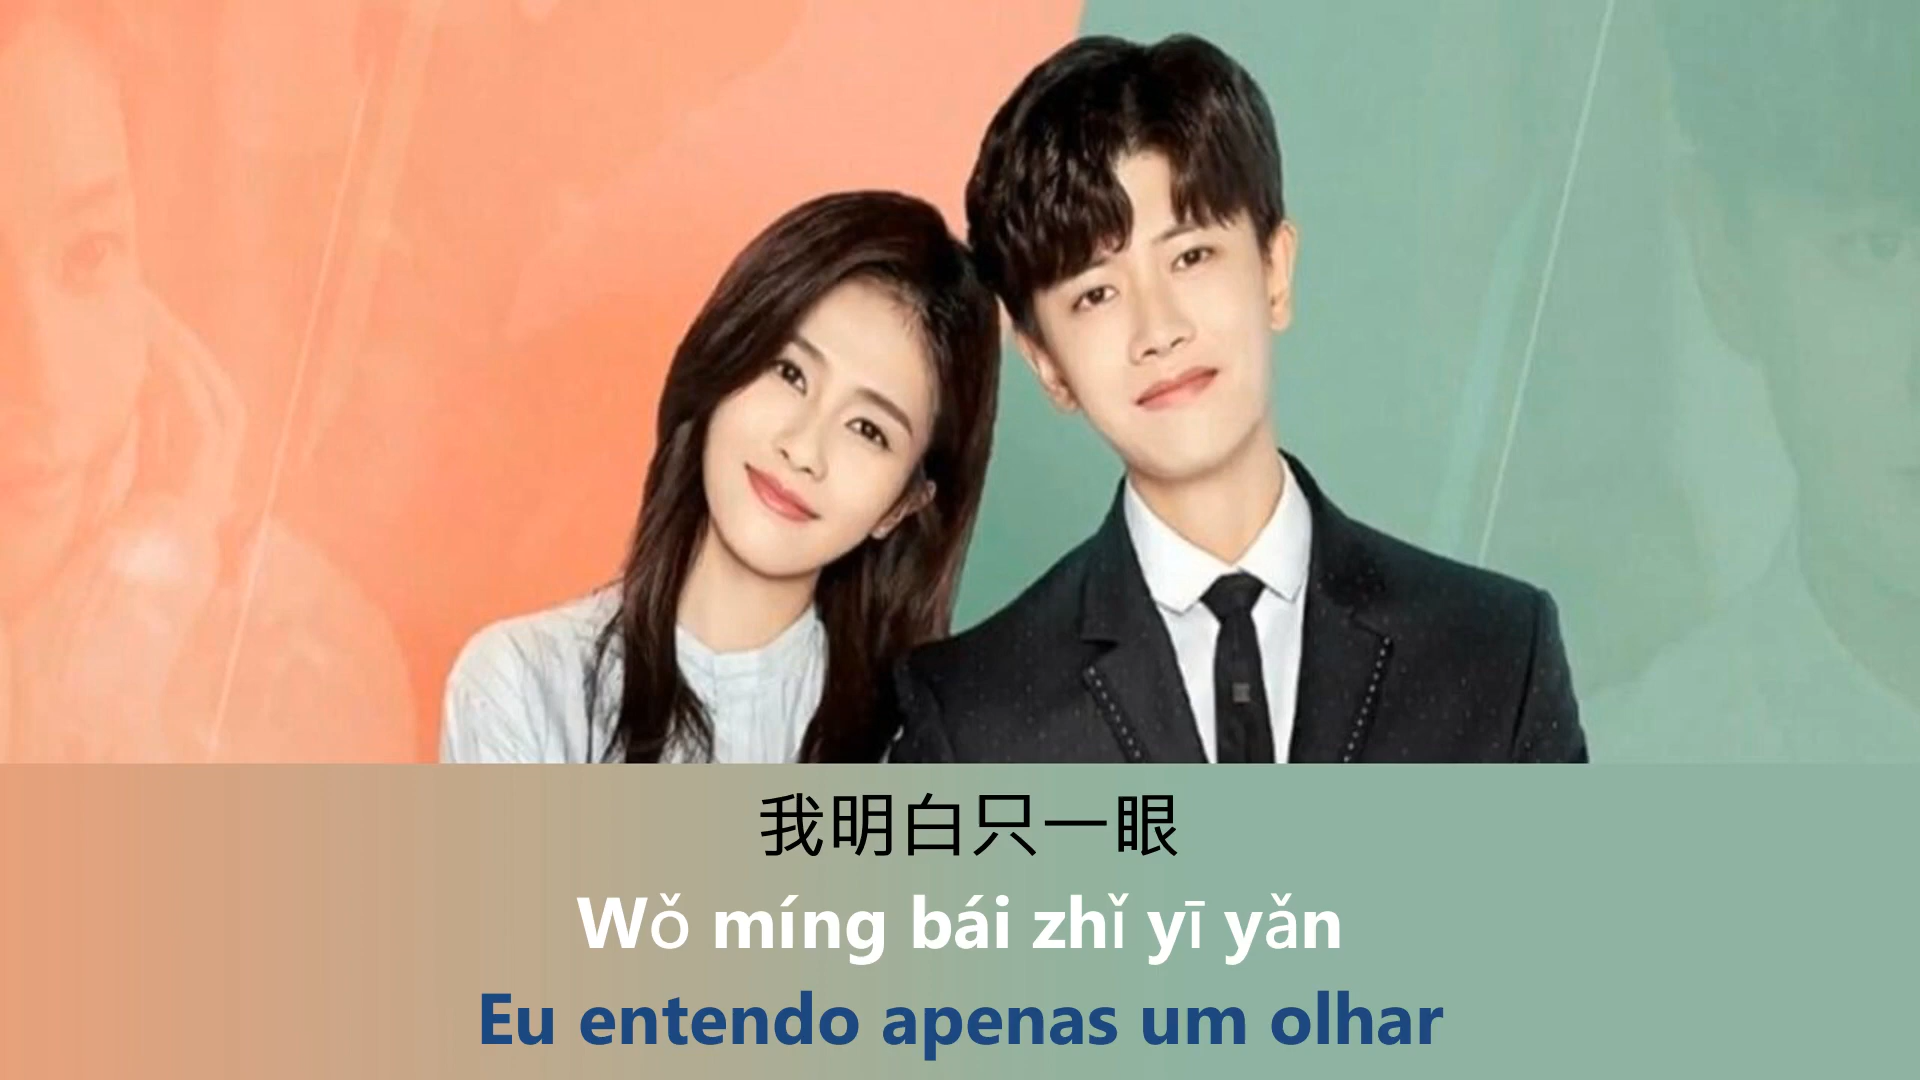 我明白只一眼
Wǒ míng bái zhǐ yī yǎn
Eu entendo apenas um olhar